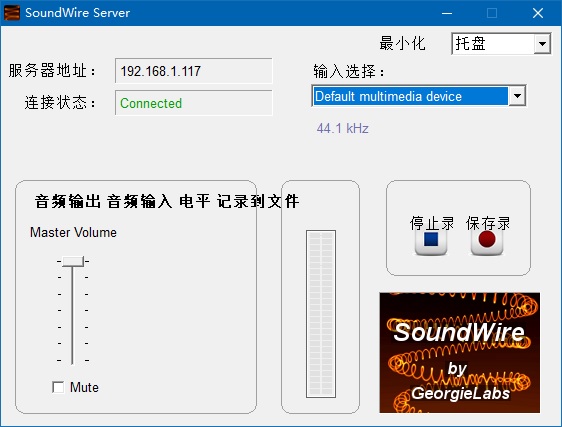 SoundWire Server
最小化 托盘
服务器地址： 192.168.1.117
输入选择：
连接状态： Connected
Default multimedia device
44.1 kHz
音频输出 音频输入 电平 记录到文件
停止录 保存录
Master Volume
Mute
SoundWire
by
GeorgieLabs